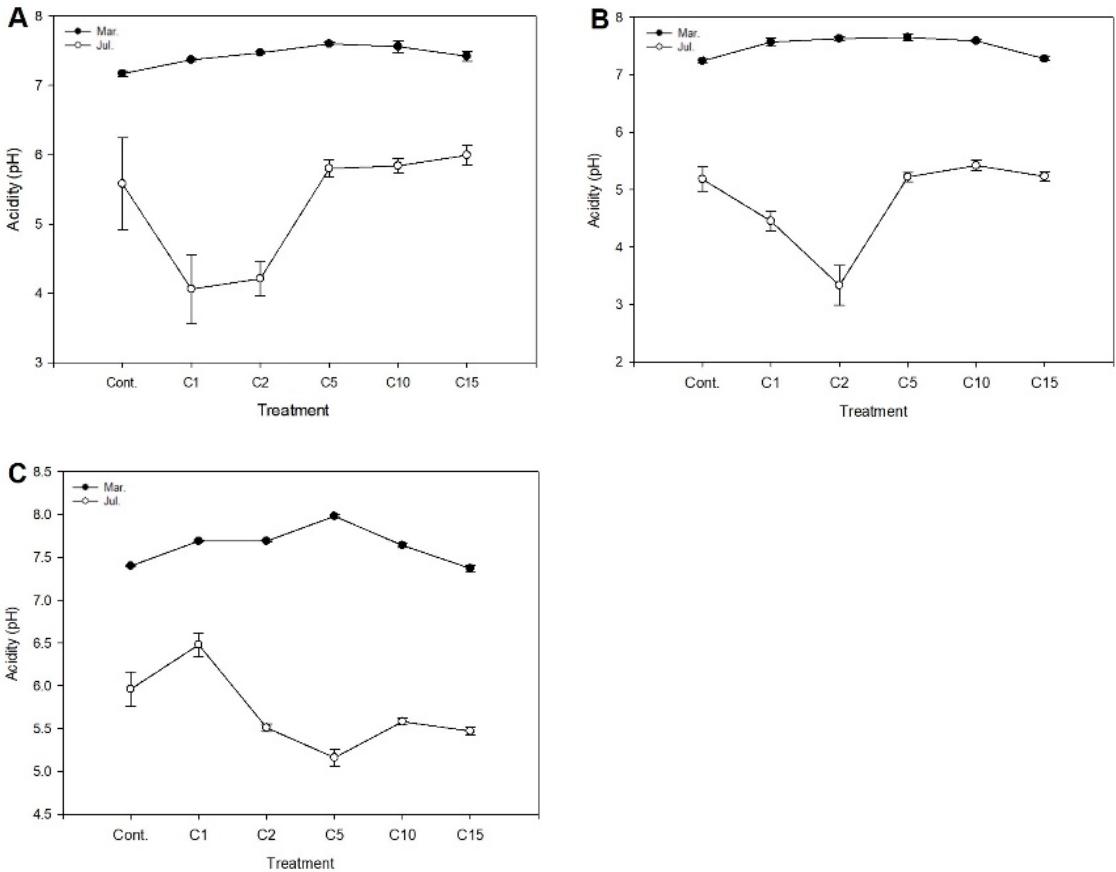 A
Mar.
Jul.
8
7
6
5
4
3
Acidity (pH)
Cont. C1 C2 C5 C10 C15
Treatment
B
Mar.
Jul.
8
7
6
5
4
3
2
Acidity (pH)
Cont. C1 C2 C5 C10 C15
Treatment
C
Mar.
Jul.
8.5
8.0
7.5
7.0
6.5
6.0
5.5
5.0
4.5
Acidity (pH)
Cont. C1 C2 C5 C10 C15
Treatment